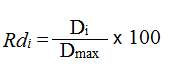 Rdᵢ = Dᵢ / Dmax x 100